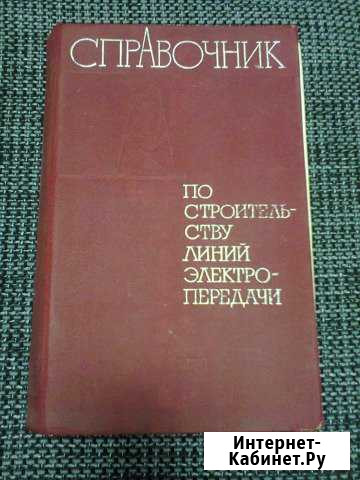 СПРАВОЧНИК
ПО
СТРОИТЕЛЬ-
СТВУ
ЛИНИЙ
ЭЛЕКТРО-
ПЕРЕДАЧИ
Интернет-
Кабинет.Ру